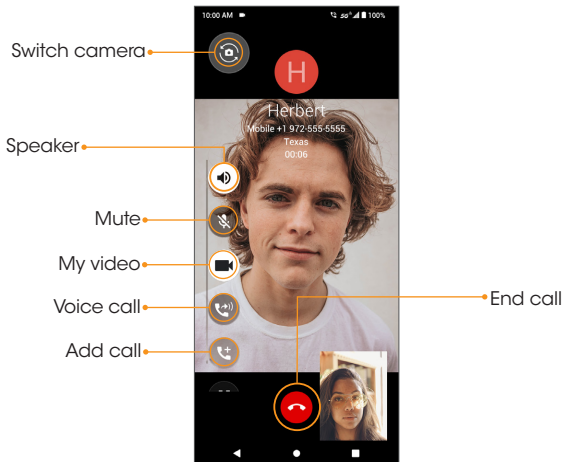 10:00 AM 5G 100%
Switch camera
H
Herbert
Mobile +1 972-555-5555
Texas
00:06
Speaker
Mute
My video
Voice call
Add call
End call